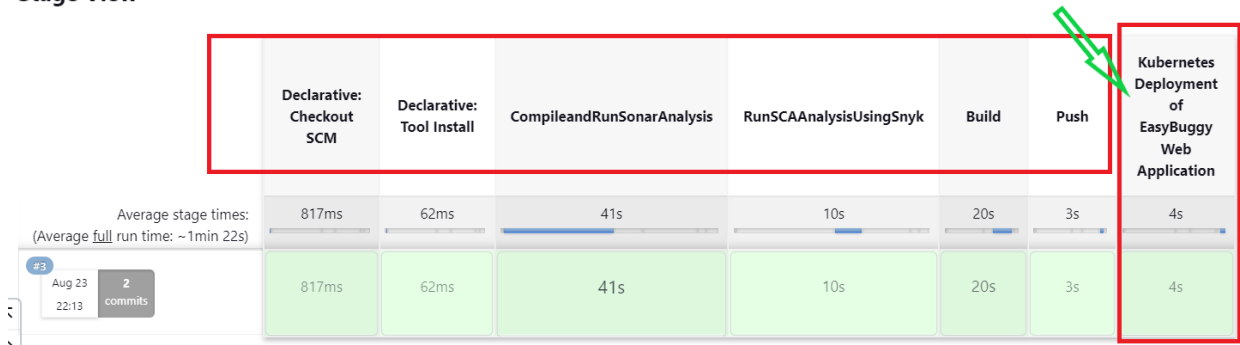 Stage View
Declarative:
Checkout
SCM
Declarative:
Tool Install
CompileandRunSonarAnalysis
RunSCAAnalysisUsingSnyk
Build
Push
Kubernetes
Deployment
of
EasyBuggy
Web
Application
Average stage times:
(Average full run time: ~1min 22s)
817ms
62ms
41s
10s
20s
3s
4s
#3
Aug 23
22:13
2
commits
817ms
62ms
41s
10s
20s
3s
4s